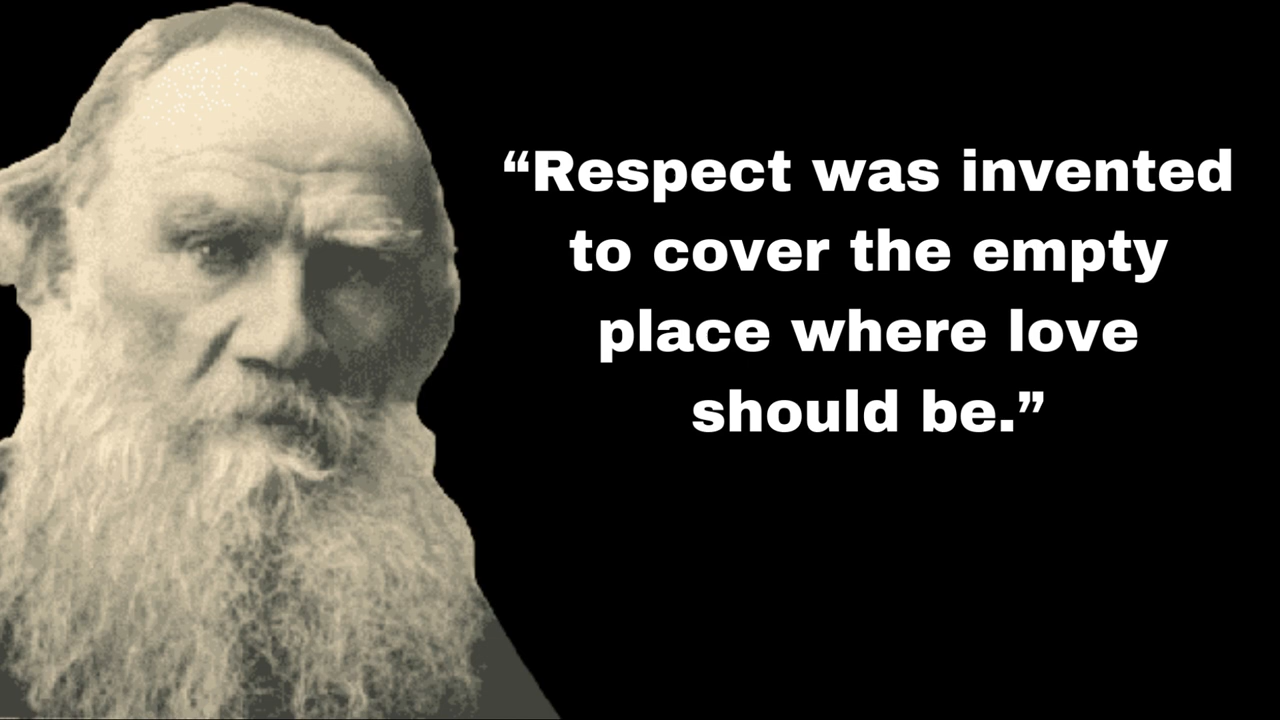 “Respect was invented
to cover the empty
place where love
should be.”